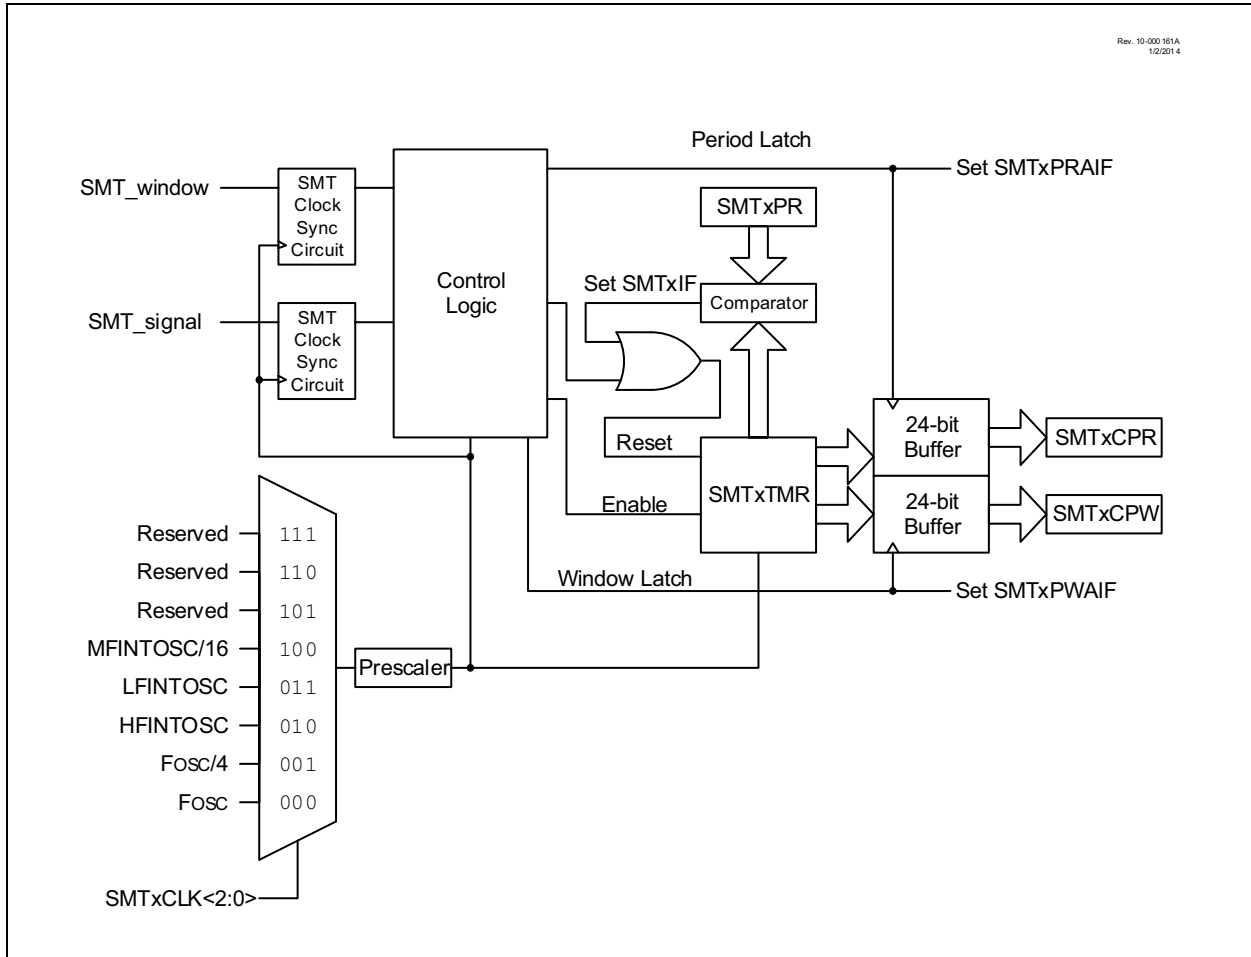 Rev. 10-000 161A
1/2/201 4
Period Latch
Set SMTxPRAIF
SMT_window
SMT
Clock
Sync
Circuit
SMTxPR
Control
Logic
Set SMTxIF
Comparator
SMT_signal
SMT
Clock
Sync
Circuit
Reset
SMTxTMR
24-bit
Buffer
SMTxCPR
Enable
24-bit
Buffer
SMTxCPW
Window Latch
Set SMTxPWAIF
Reserved 111
Reserved 110
Reserved 101
MFINTOSC/16 100
Prescaler
LFINTOSC 011
HFINTOSC 010
FOSC/4 001
FOSC 000
SMTxCLK<2:0>